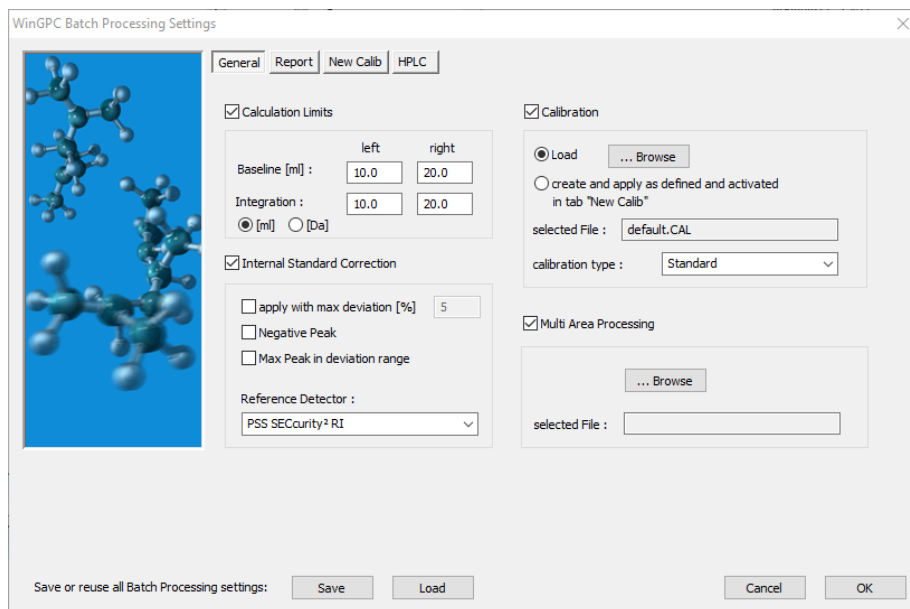 WinGPC Batch Processing Settings
General Report New Calib HPLC
Calculation Limits
left right
Baseline [ml] : 10.0 20.0
Integration : 10.0 20.0
[ml] [Da]
Internal Standard Correction
apply with max deviation [%] 5
Negative Peak
Max Peak in deviation range
Reference Detector :
PSS SECcurity² RI
Calibration
Load ... Browse
create and apply as defined and activated
in tab "New Calib"
selected File : default.CAL
calibration type : Standard
Multi Area Processing
... Browse
selected File :
Save or reuse all Batch Processing settings: Save Load Cancel OK